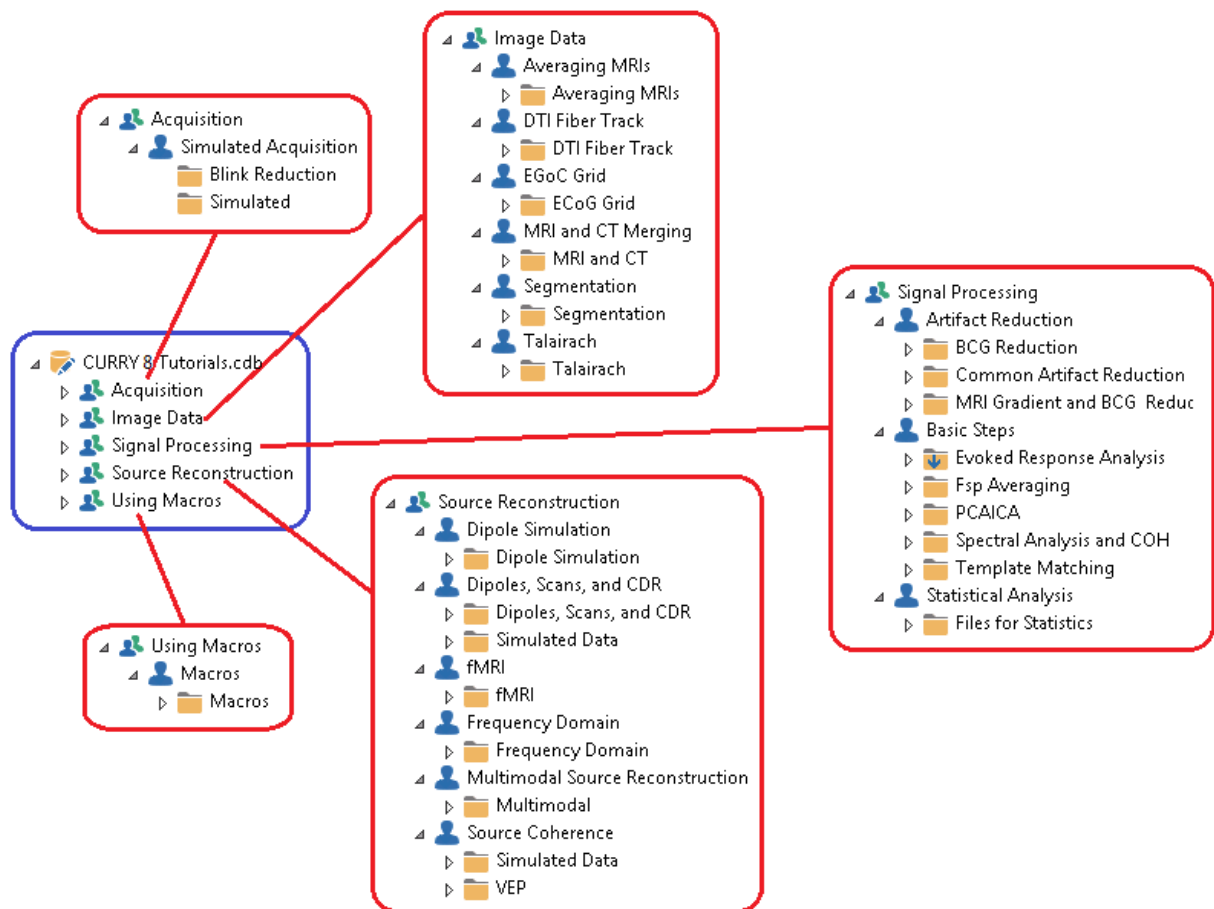 Image Data
Averaging MRIs
Averaging MRIs
DTI Fiber Track
DTI Fiber Track
EGoC Grid
ECoG Grid
MRI and CT Merging
MRI and CT
Segmentation
Segmentation
Talairach
Talairach
Acquisition
Simulated Acquisition
Blink Reduction
Simulated
CURRY 8 Tutorials.cdb
Acquisition
Image Data
Signal Processing
Source Reconstruction
Using Macros
Signal Processing
Artifact Reduction
BCG Reduction
Common Artifact Reduction
MRI Gradient and BCG Reduc
Basic Steps
Evoked Response Analysis
Fsp Averaging
PCAICA
Spectral Analysis and COH
Template Matching
Statistical Analysis
Files for Statistics
Source Reconstruction
Dipole Simulation
Dipole Simulation
Dipoles, Scans, and CDR
Dipoles, Scans, and CDR
Simulated Data
fMRI
fMRI
Frequency Domain
Frequency Domain
Multimodal Source Reconstruction
Multimodal
Source Coherence
Simulated Data
VEP
Using Macros
Macros
Macros